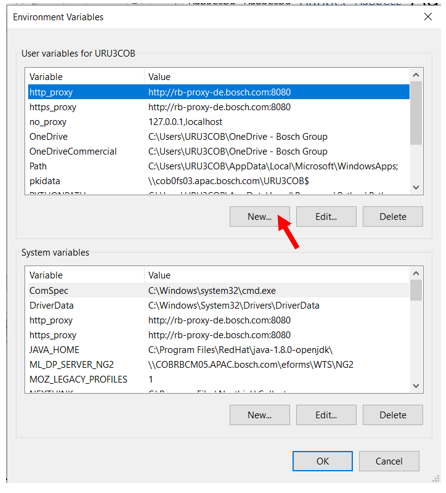 Environment Variables
User variables for URU3COB
Variable Value
http_proxy http://rb-proxy-de.bosch.com:8080
https_proxy http://rb-proxy-de.bosch.com:8080
no_proxy 127.0.0.1,localhost
OneDrive C:\Users\URU3COB\OneDrive - Bosch Group
OneDriveCommercial C:\Users\URU3COB\OneDrive - Bosch Group
Path C:\Users\URU3COB\AppData\Local\Microsoft\WindowsApps;
pkidata \\cob0fs03.apac.bosch.com\URU3COB$
New... Edit... Delete
System variables
Variable Value
ComSpec C:\Windows\system32\cmd.exe
DriverData C:\Windows\System32\Drivers\DriverData
http_proxy http://rb-proxy-de.bosch.com:8080
https_proxy http://rb-proxy-de.bosch.com:8080
JAVA_HOME C:\Program Files\RedHat\java-1.8.0-openjdk\
ML_DP_SERVER_NG2 \\COBRBCM05.APAC.bosch.com\eforms\WTS\NG2
MOZ_LEGACY_PROFILES 1
New... Edit... Delete
OK Cancel